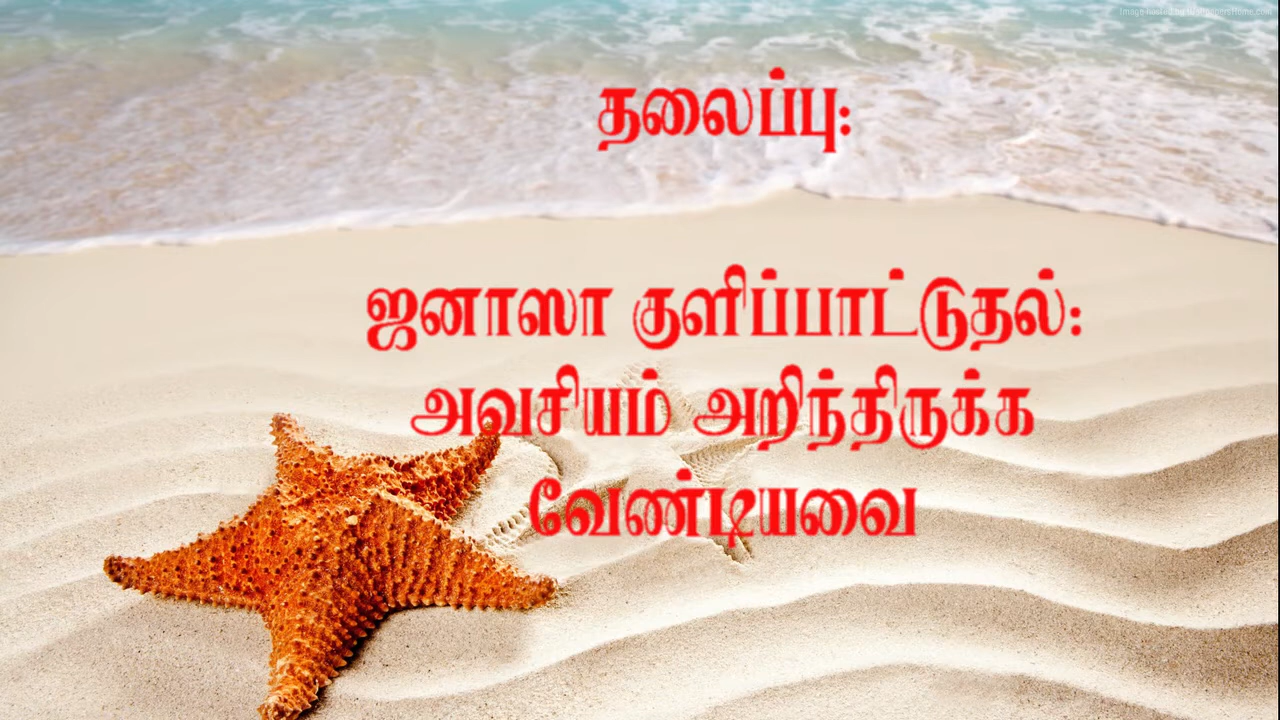 தலைப்பு:
ஜனாஸா குளிப்பாட்டுதல்:
அவசியம் அறிந்திருக்க
வேண்டியவை